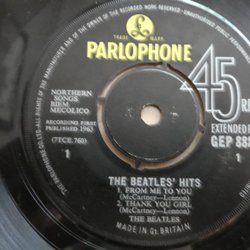 TRADE MARK
PARLOPHONE
45
EXTENDED
GEP 88
NORTHERN
SONGS
BIEM
MECOLICO
RECORDING FIRST
PUBLISHED 1963
(7TCE.760)
1
1
THE BEATLES' HITS
1. FROM ME TO YOU
(McCartney-Lennon)
2. THANK YOU GIRL
(McCartney-Lennon)
THE BEATLES
MADE IN Gt. BRITAIN